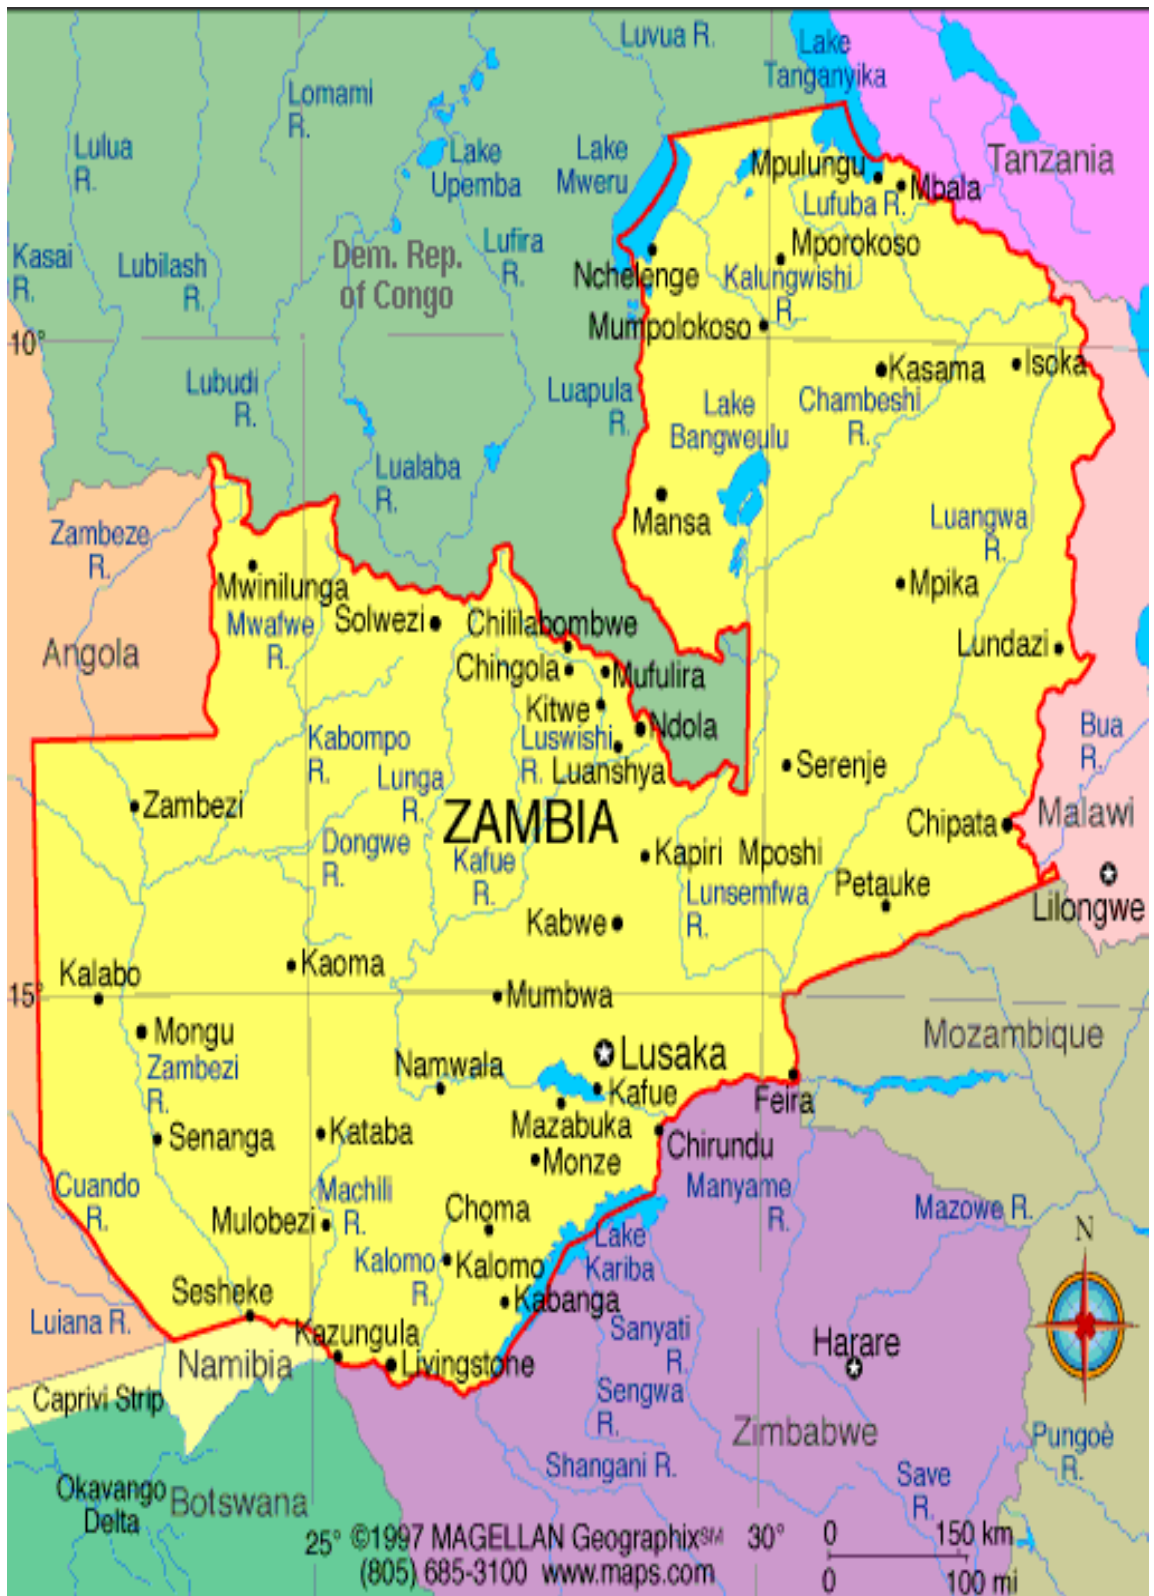 Luvua R.
Lake
Tanganyika
Lomami
R.
Lulua
R.
Lake
Upemba
Lake
Mweru
Tanzania
Mpulungu
Mbala
Lufuba R.
Kasai
R.
Lubilash
R.
Dem. Rep.
of Congo
Lufira
R.
Nchelenge
Mporokoso
Kalungwishi
R.
Mumpolokoso
10°
Lubudi
R.
Luapula
R.
Kasama
Isoka
Lake
Bangweulu
Chambeshi
R.
Lualaba
R.
Mansa
Luangwa
R.
Zambeze
R.
Mwinilunga
Mpika
Mwafwe
R.
Solwezi
Chililabombwe
Angola
Chingola
Mufulira
Lundazi
Kitwe
Ndola
Kabompo
R.
Luswishi
R.
Luanshya
Lunga
R.
Serenje
Bua
R.
Zambezi
ZAMBIA
Chipata
Malawi
Dongwe
R.
Kafue
R.
Kapiri Mposhi
Lunsemfwa
R.
Petauke
Lilongwe
Kabwe
Kalabo
Kaoma
15°
Mumbwa
Mongu
Mozambique
Zambezi
R.
Namwala
Lusaka
Kafue
Feira
Senanga
Kataba
Mazabuka
Chirundu
Monze
Cuando
R.
Machili
R.
Manyame
R.
Mulobezi
Choma
Mazowe R.
N
Lake
Kariba
Kalomo
R.
Kalomo
Kabanga
Sesheke
Luiana R.
Kazungula
Livingstone
Sanyati
R.
Harare
Namibia
Caprivi Strip
Sengwa
R.
Zimbabwe
Pungoè
R.
Shangani R.
Save
R.
Okavango
Delta
Botswana
25° ©1997 MAGELLAN Geographix℠ 30° 0 150 km
(805) 685-3100 www.maps.com 0 100 mi